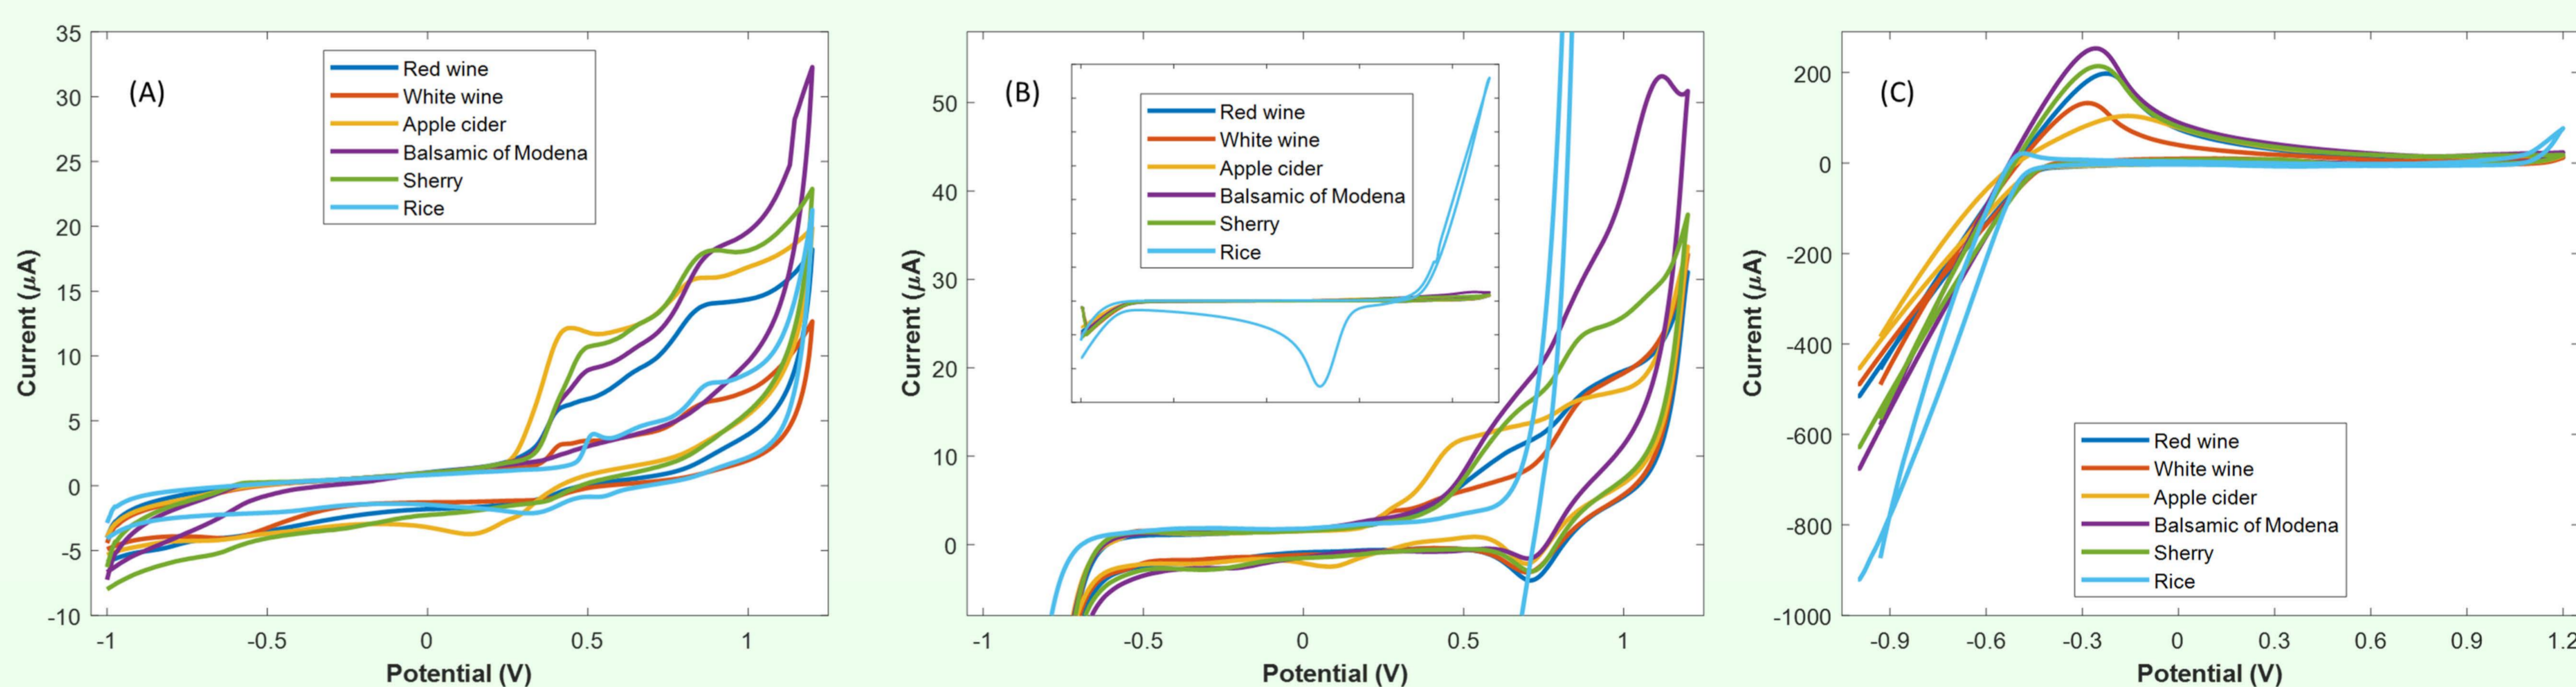 (A)
Red wine
White wine
Apple cider
Balsamic of Modena
Sherry
Rice
35
30
25
20
15
10
5
0
-5
-10
Current (μA)
-1
-0.5
0
0.5
1
Potential (V)
(B)
Red wine
White wine
Apple cider
Balsamic of Modena
Sherry
Rice
50
40
30
20
10
0
Current (μA)
-1
-0.5
0
0.5
1
Potential (V)
(C)
200
0
-200
-400
-600
-800
-1000
Current (μA)
Red wine
White wine
Apple cider
Balsamic of Modena
Sherry
Rice
-0.9
-0.6
-0.3
0
0.3
0.6
0.9
1.2
Potential (V)